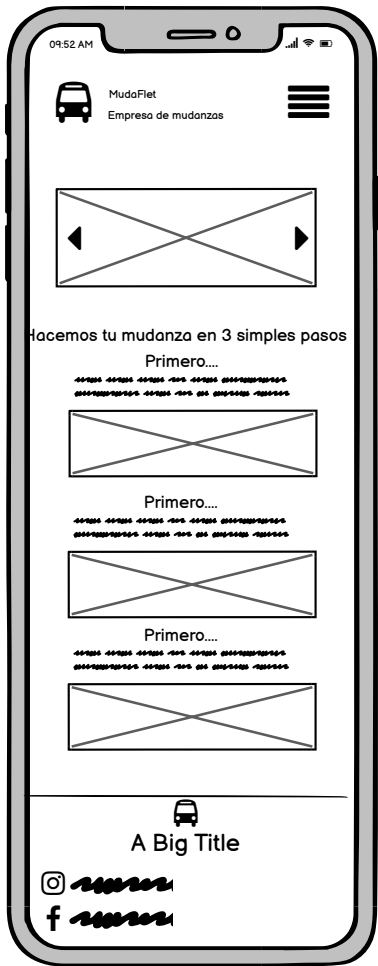 09:52 AM
MudaFlet
Empresa de mudanzas
Hacemos tu mudanza en 3 simples pasos
Primero....
Primero....
Primero....
A Big Title